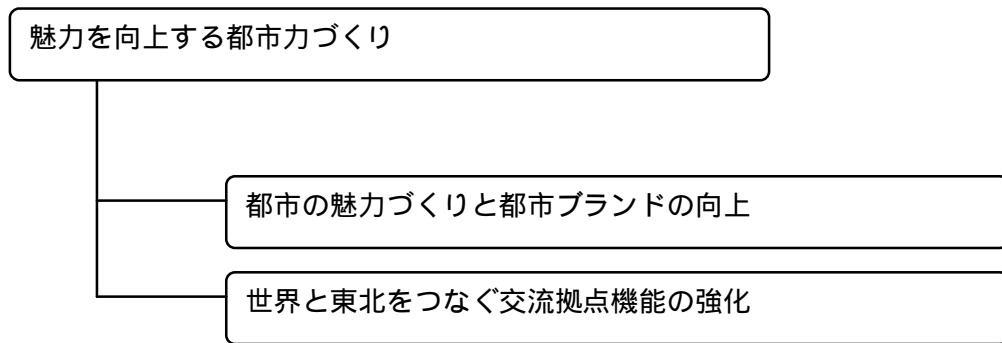 魅力を向上する都市力づくり
都市の魅力づくりと都市ブランドの向上
世界と東北をつなぐ交流拠点機能の強化